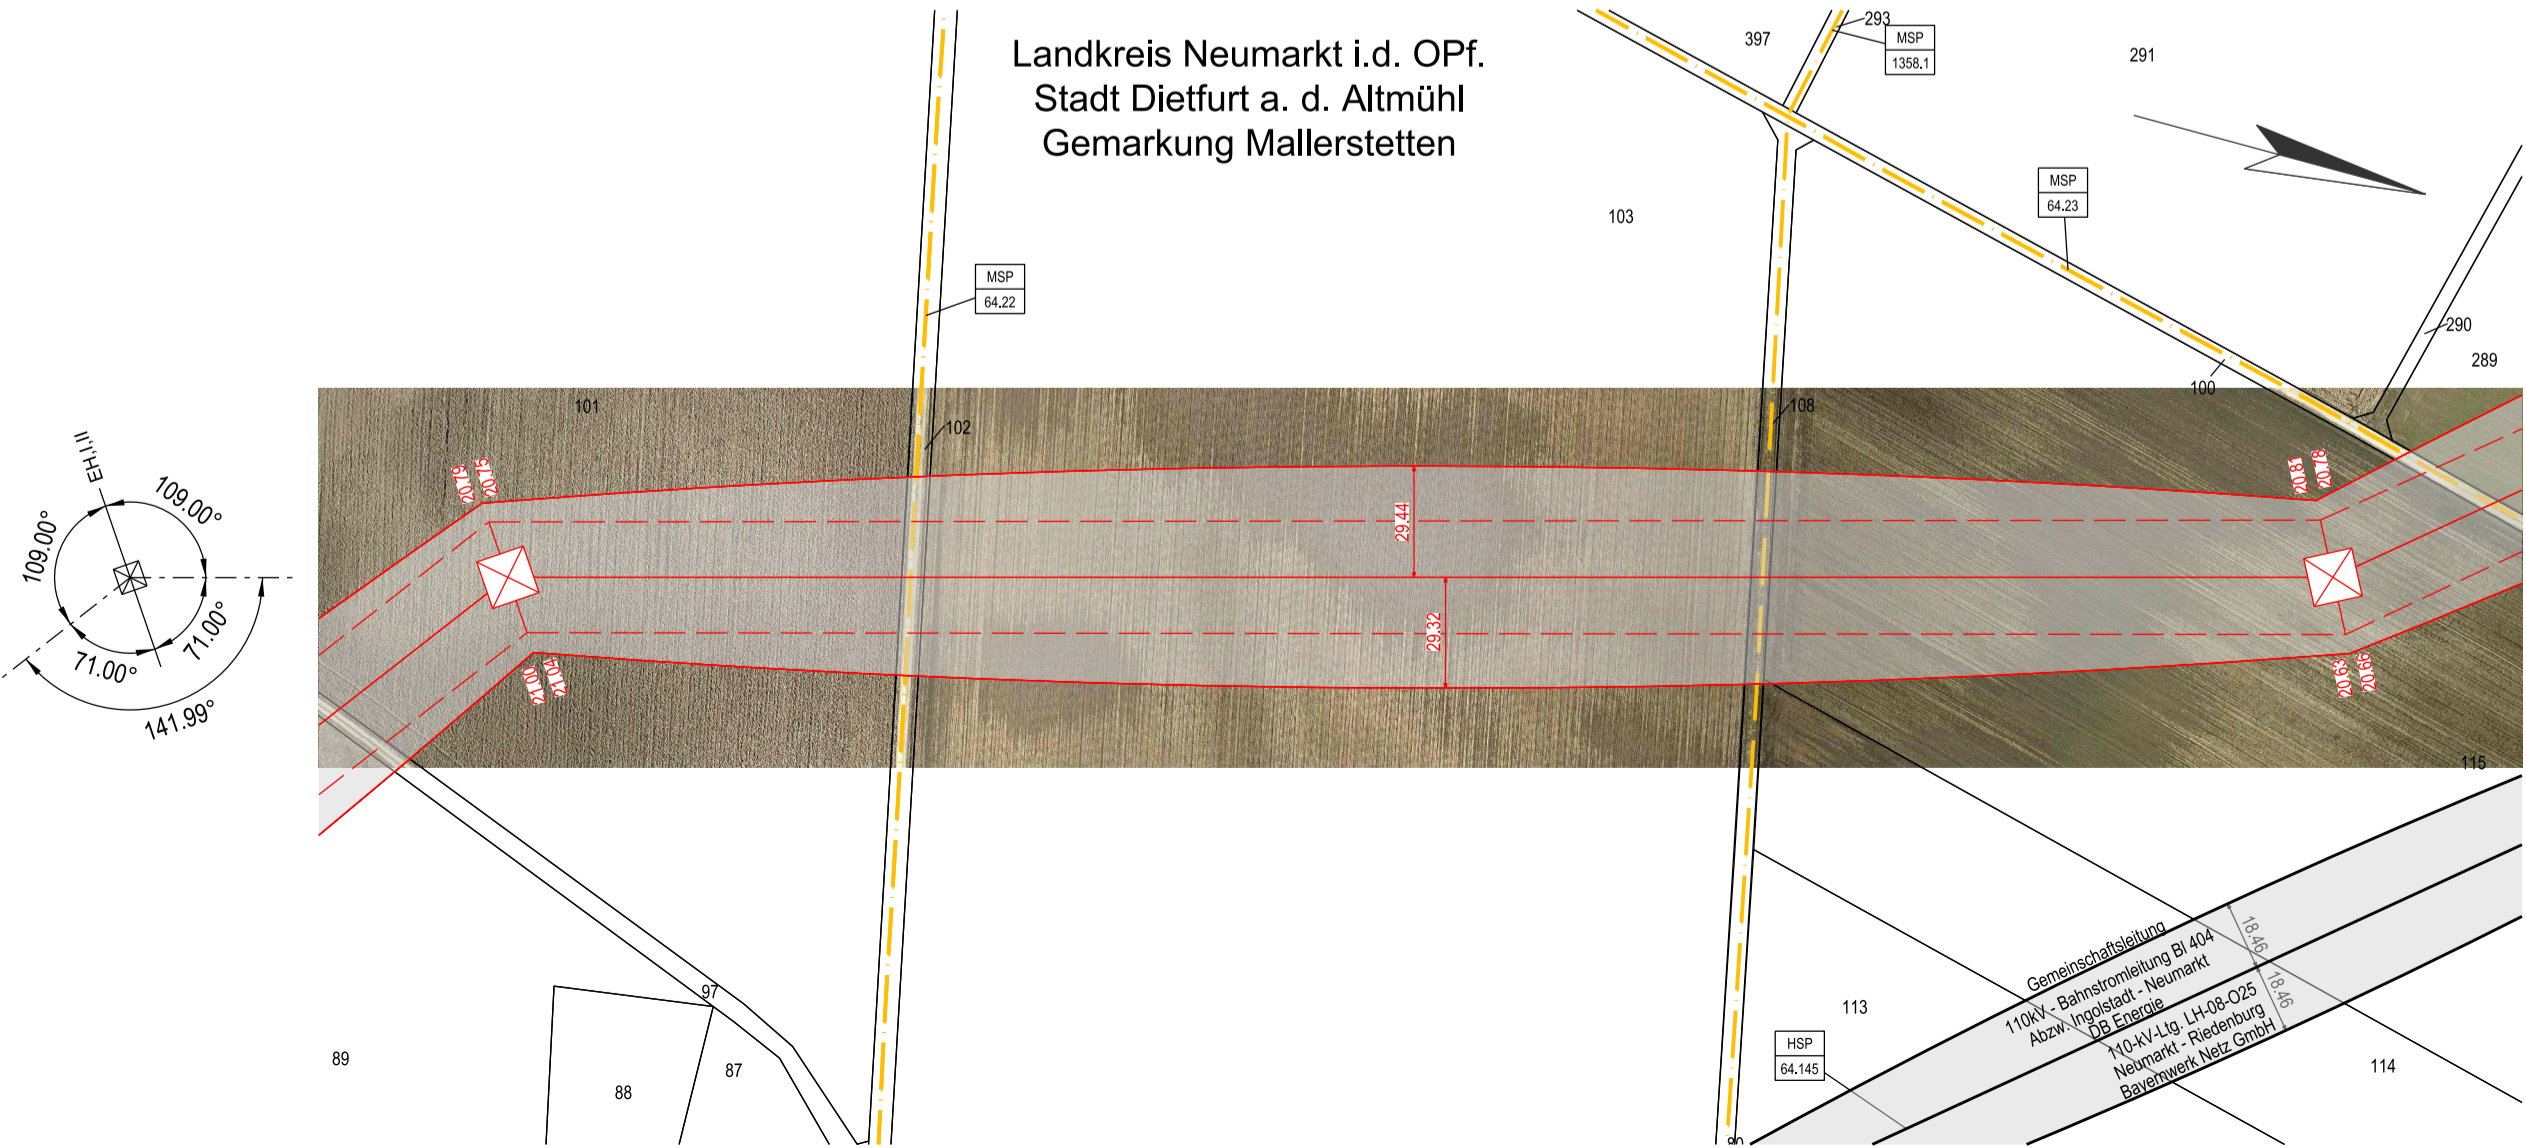 Landkreis Neumarkt i.d. OPf.
Stadt Dietfurt a. d. Altmühl
Gemarkung Mallerstetten
397
293
MSP
1358.1
291
MSP
64.23
103
MSP
64.22
290
289
100
101
102
108
EH,I,II
109.00°
109.00°
71.00°
71.00°
141.99°
20.79
20.75
20.81
20.78
29.44
29.32
21.00
21.04
20.63
20.66
115
97
89
88
87
113
114
HSP
64.145
Gemeinschaftsleitung
110kV - Bahnstromleitung Bl 404
Abzw. Ingolstadt - Neumarkt
DB Energie
110-kV-Ltg. LH-08-O25
Neumarkt - Riedenburg
Bayernwerk Netz GmbH
18.46
18.46